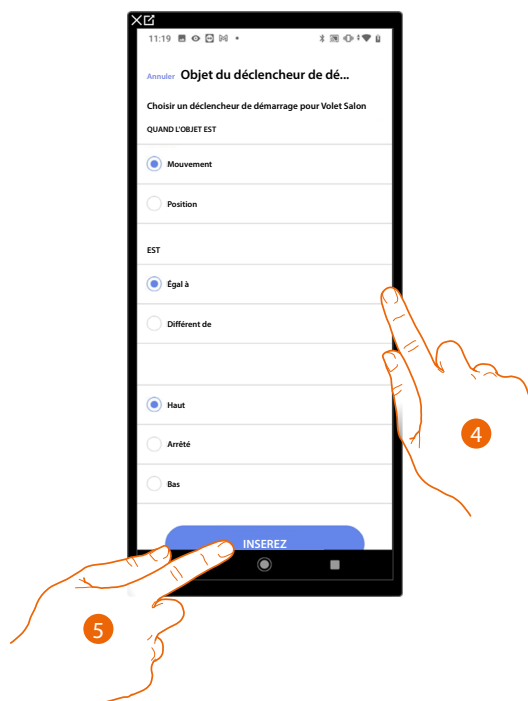 11:19
Annuler Objet du déclencheur de dé...
Choisir un déclencheur de démarrage pour Volet Salon
QUAND L'OBJET EST
Mouvement
Position
EST
Égal à
Différent de
Haut
Arrêté
Bas
INSEREZ
4
5